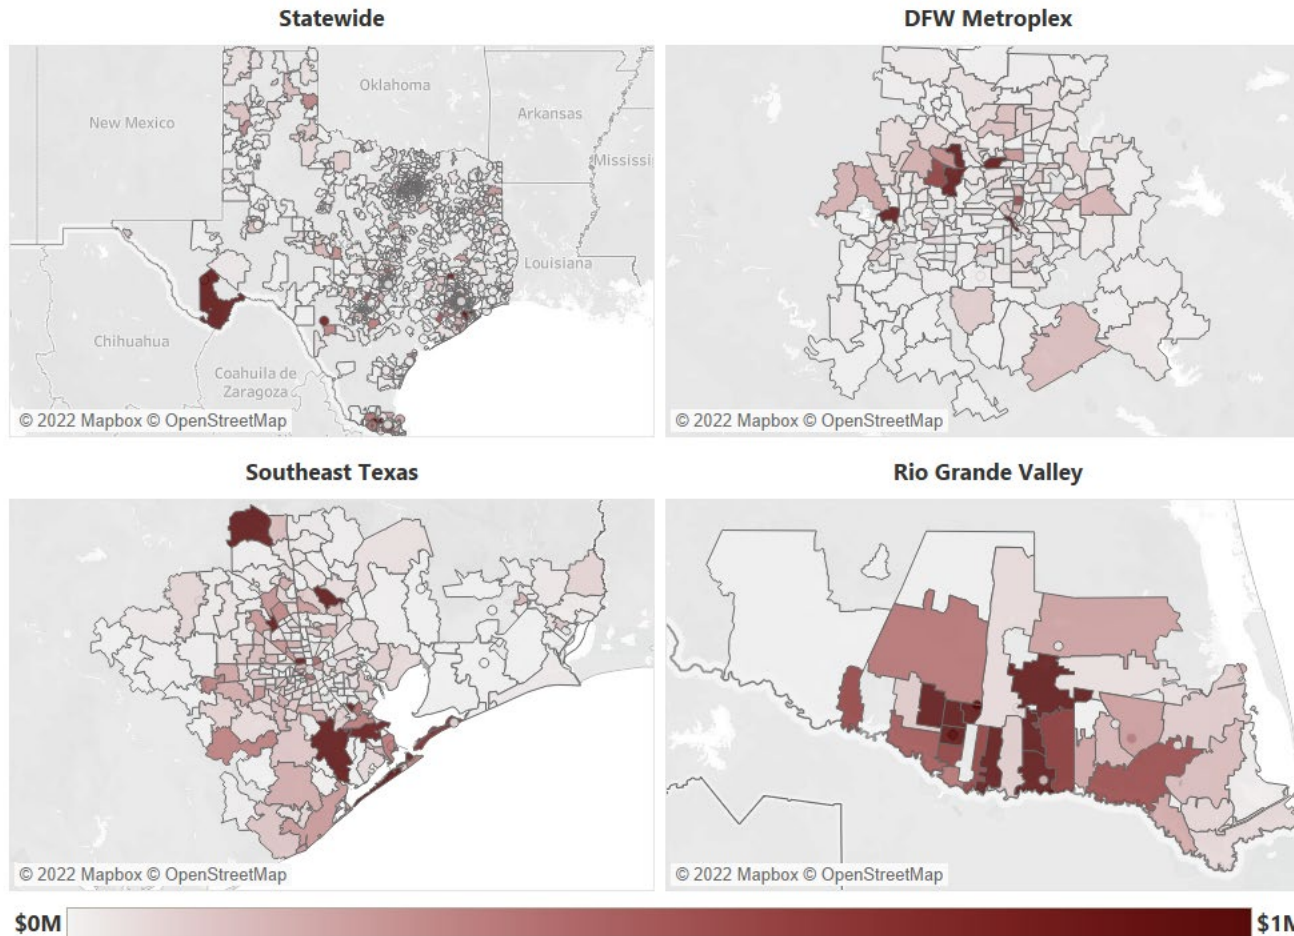 Statewide
DFW Metroplex
Oklahoma
New Mexico
Arkansas
Mississi
Louisiana
Chihuahua
Coahuila de
Zaragoza
© 2022 Mapbox © OpenStreetMap
© 2022 Mapbox © OpenStreetMap
Southeast Texas
Rio Grande Valley
© 2022 Mapbox © OpenStreetMap
© 2022 Mapbox © OpenStreetMap
$0M
$1M